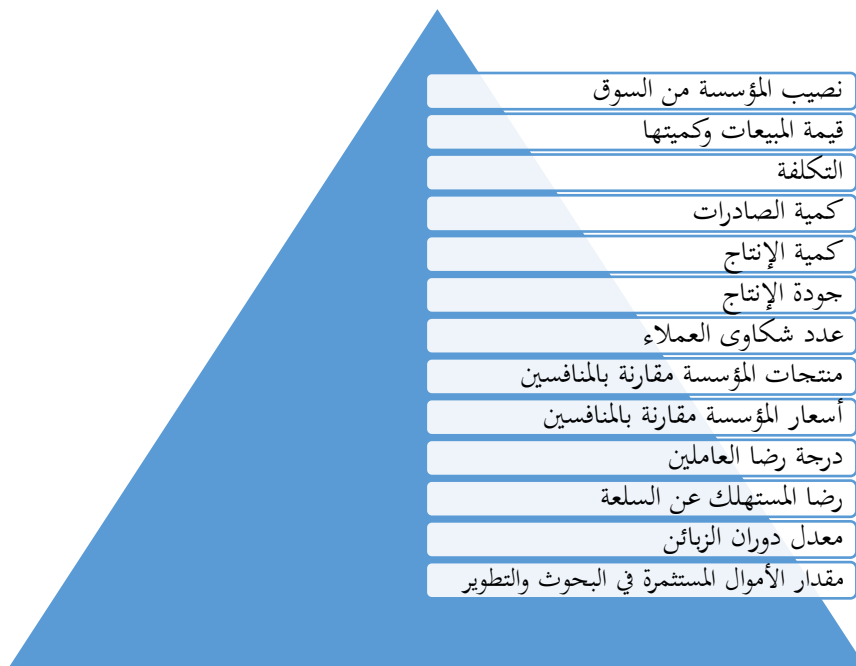 نصيب المؤسسة من السوق
قيمة المبيعات وكميتها
التكلفة
كمية الصادرات
كمية الإنتاج
جودة الإنتاج
عدد شكاوى العملاء
منتجات المؤسسة مقارنة بالمنافسين
أسعار المؤسسة مقارنة بالمنافسين
درجة رضا العاملين
رضا المستهلك عن السلعة
معدل دوران الزبائن
مقدار الأموال المستثمرة في البحوث والتطوير